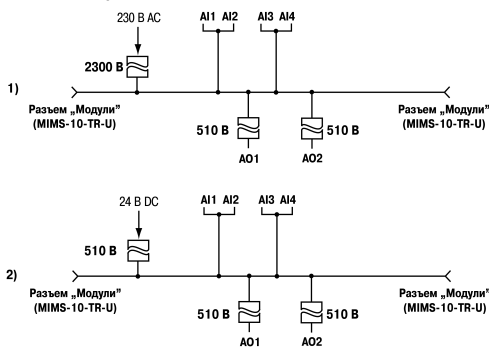 230 В AC
AI1 AI2
AI3 AI4
2300 В
1)
Разъем „Модули”
(MIMS-10-TR-U)
Разъем „Модули”
(MIMS-10-TR-U)
510 В
510 В
AO1
AO2
24 В DC
AI1 AI2
AI3 AI4
510 В
2)
Разъем „Модули”
(MIMS-10-TR-U)
Разъем „Модули”
(MIMS-10-TR-U)
510 В
510 В
AO1
AO2